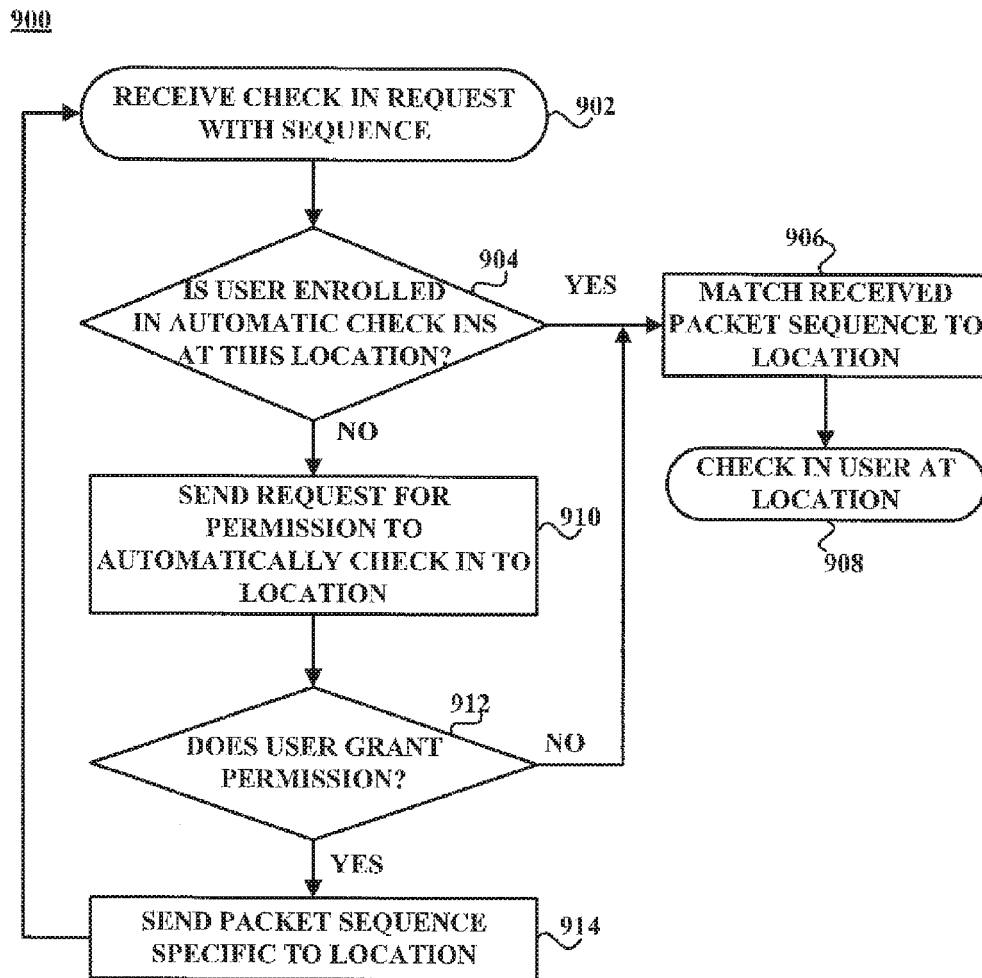 900
RECEIVE CHECK IN REQUEST
WITH SEQUENCE
902
IS USER ENROLLED
IN AUTOMATIC CHECK INS
AT THIS LOCATION?
904
YES
906
MATCH RECEIVED
PACKET SEQUENCE TO
LOCATION
NO
CHECK IN USER AT
LOCATION
908
SEND REQUEST FOR
PERMISSION TO
AUTOMATICALLY CHECK IN TO
LOCATION
910
912
DOES USER GRANT
PERMISSION?
NO
YES
SEND PACKET SEQUENCE
SPECIFIC TO LOCATION
914